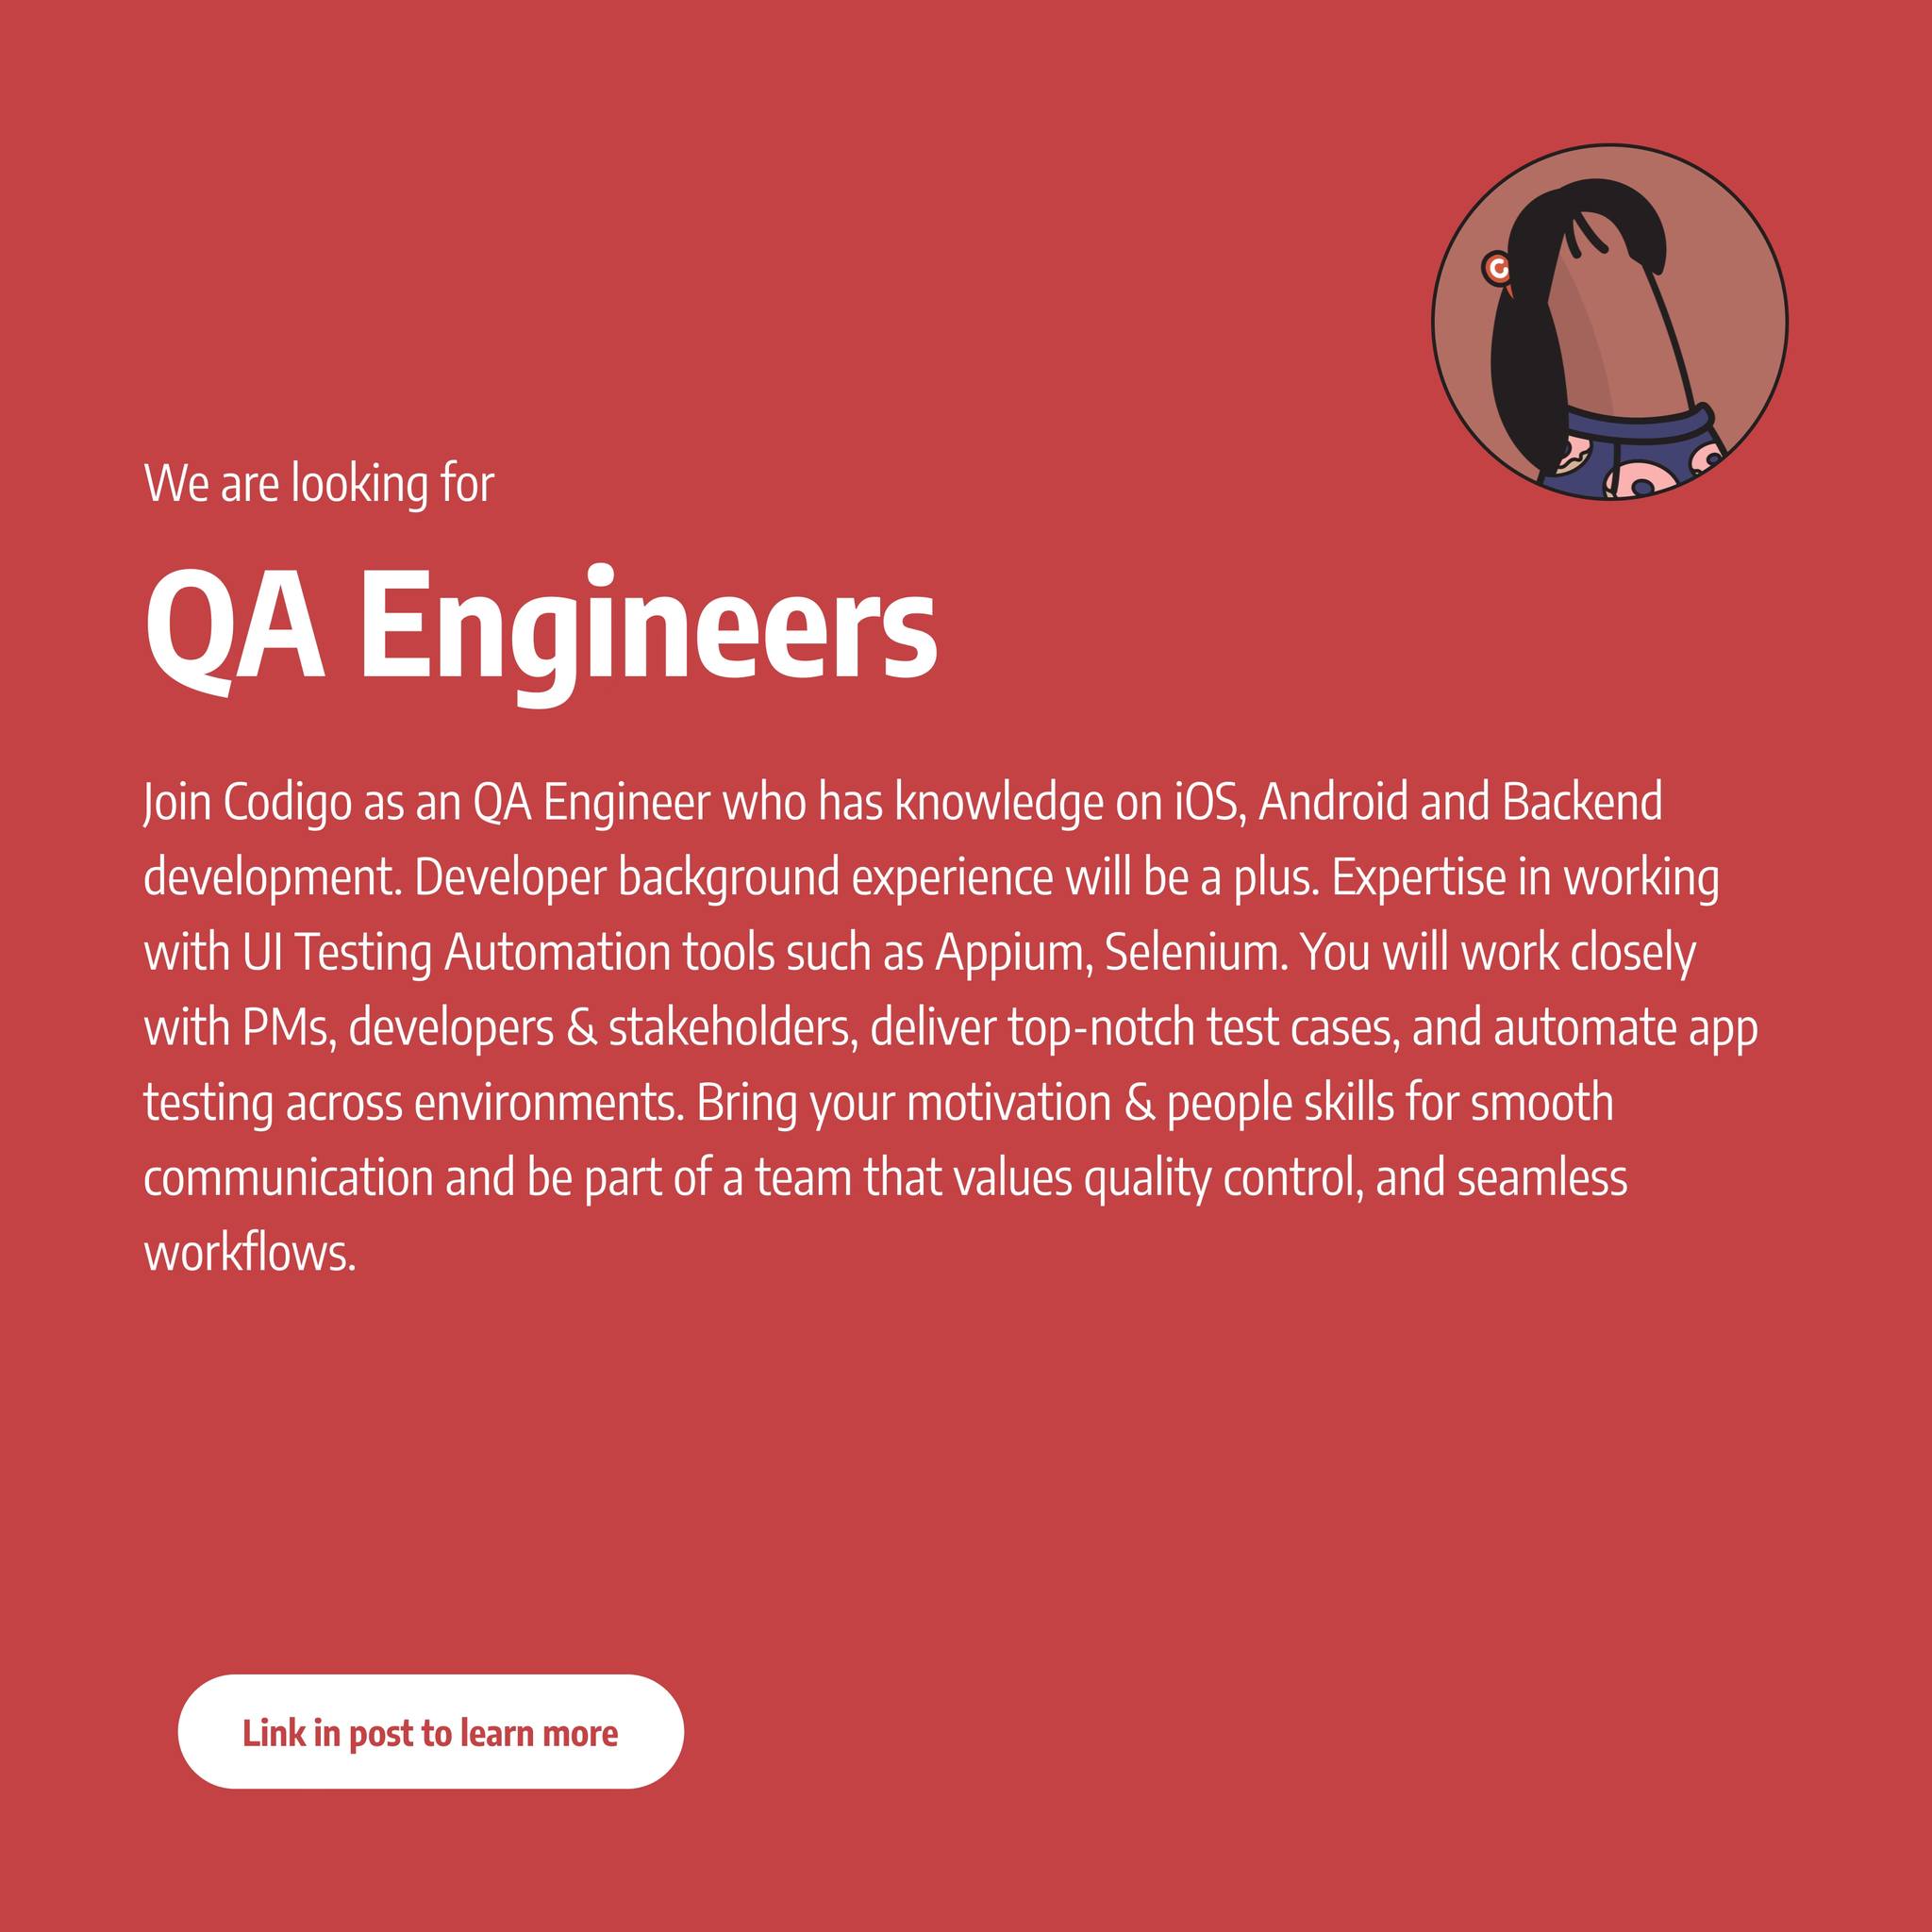 We are looking for
QA Engineers
Join Codigo as an QA Engineer who has knowledge on iOS, Android and Backend
development. Developer background experience will be a plus. Expertise in working
with UI Testing Automation tools such as Appium, Selenium. You will work closely
with PMs, developers & stakeholders, deliver top-notch test cases, and automate app
testing across environments. Bring your motivation & people skills for smooth
communication and be part of a team that values quality control, and seamless
workflows.
Link in post to learn more